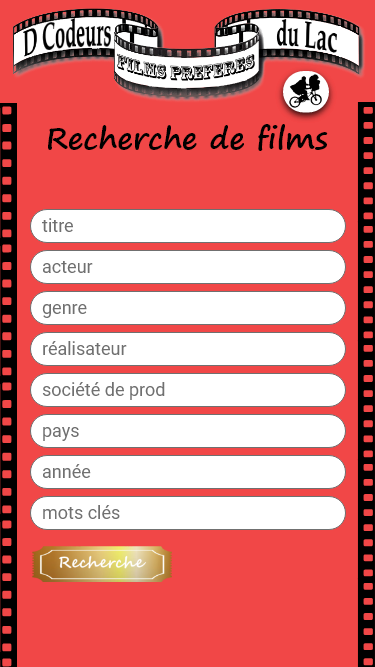 D Codeurs du Lac
FILMS PREFERES
Recherche de films
titre
acteur
genre
réalisateur
société de prod
pays
année
mots clés
Recherche